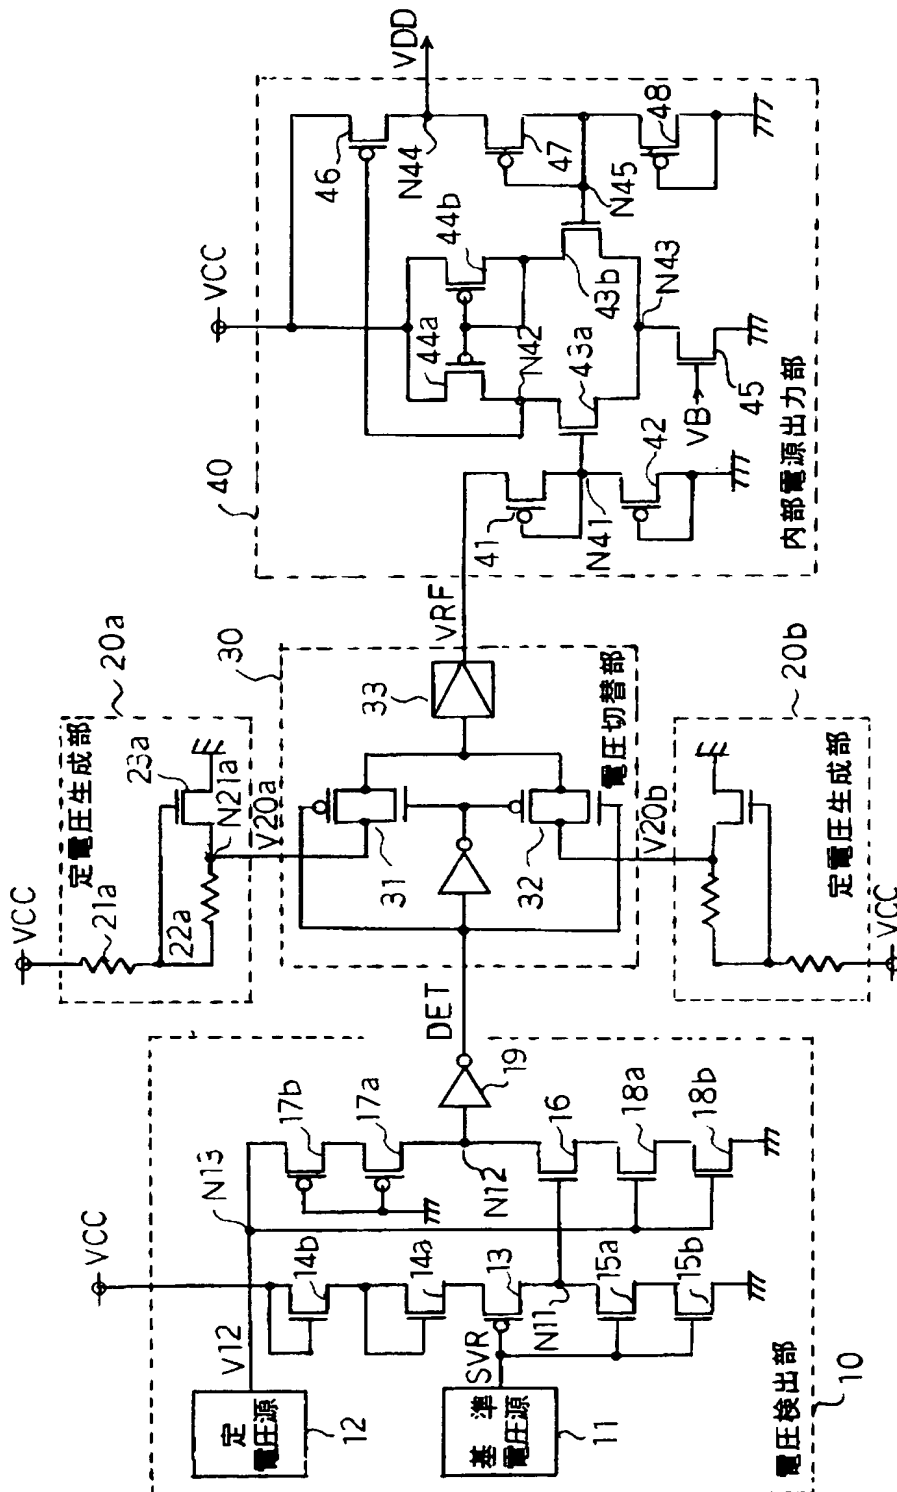 VCC
V12
N13
14b
14a
13
SVR
N11
15a
15b
17b
17a
N12
16
18a
18b
19
DET
定
電圧源
12
基準
電圧源
11
電圧検出部
10
VCC
21a
22a
23a
N21a
定電圧生成部
20a
V20a
30
31
32
33
電圧切替部
V20b
VRF
定電圧生成部
20b
VCC
40
VCC
44a
44b
46
VDD
N44
N42
43a
43b
N43
41
N41
42
VB
45
47
N45
48
内部電源出力部